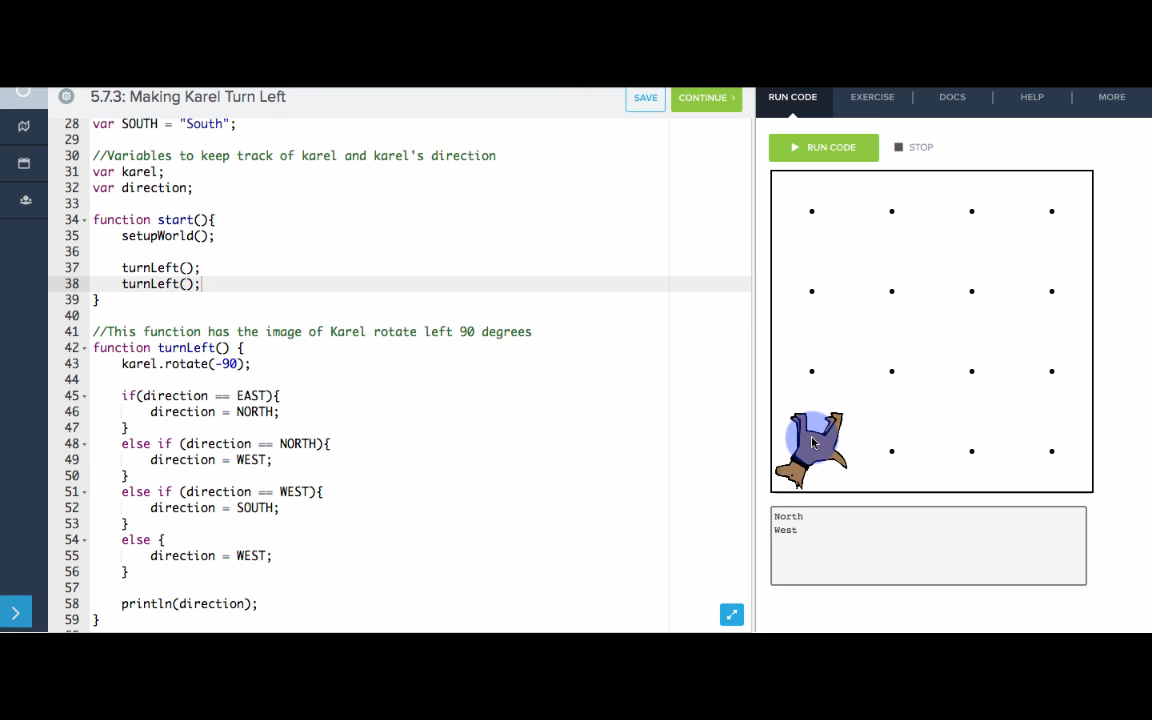 5.7.3: Making Karel Turn Left
SAVE
CONTINUE
RUN CODE
EXERCISE
DOCS
HELP
MORE
28 var SOUTH = "South";
29
30 //Variables to keep track of karel and karel's direction
31 var karel;
32 var direction;
33
34 function start(){
35 setupWorld();
36
37 turnLeft();
38 turnLeft();
39 }
40
41 //This function has the image of Karel rotate left 90 degrees
42 function turnLeft() {
43 karel.rotate(-90);
44
45 if(direction == EAST){
46 direction = NORTH;
47 }
48 else if (direction == NORTH){
49 direction = WEST;
50 }
51 else if (direction == WEST){
52 direction = SOUTH;
53 }
54 else {
55 direction = WEST;
56 }
57
58 println(direction);
59 }
RUN CODE
STOP
North
West